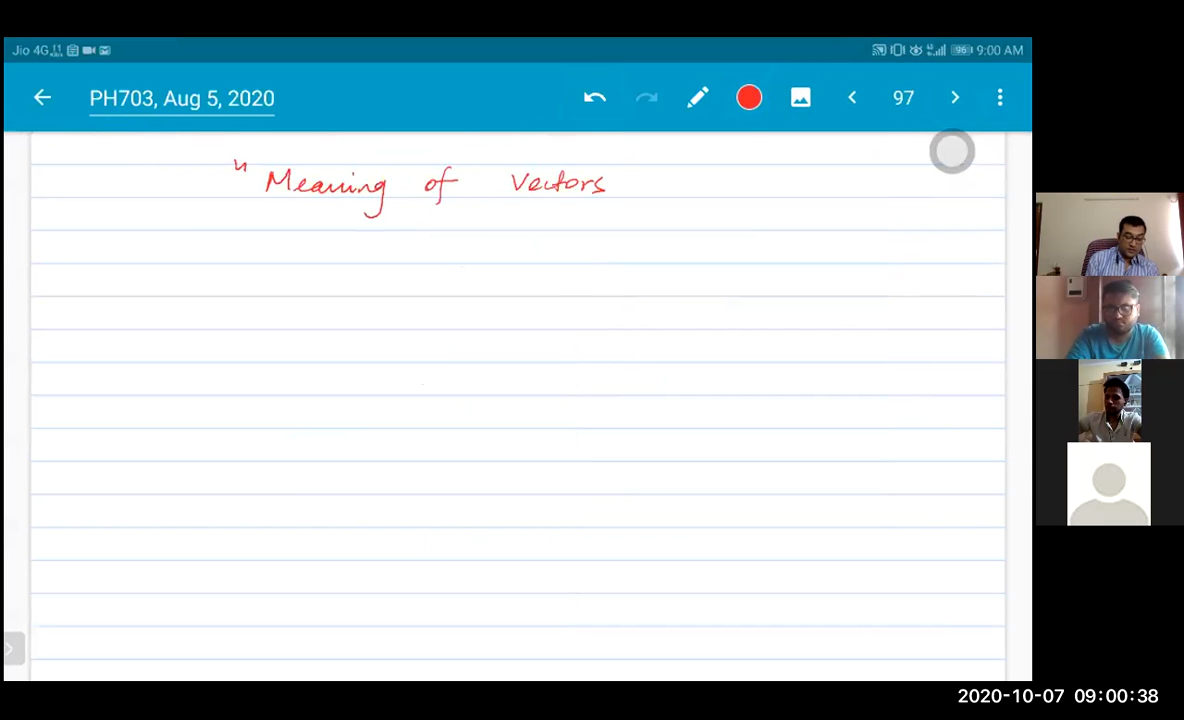 Jio 4G 96 9:00 AM
PH703, Aug 5, 2020 97
" Meaning of Vectors
2020-10-07 09:00:38